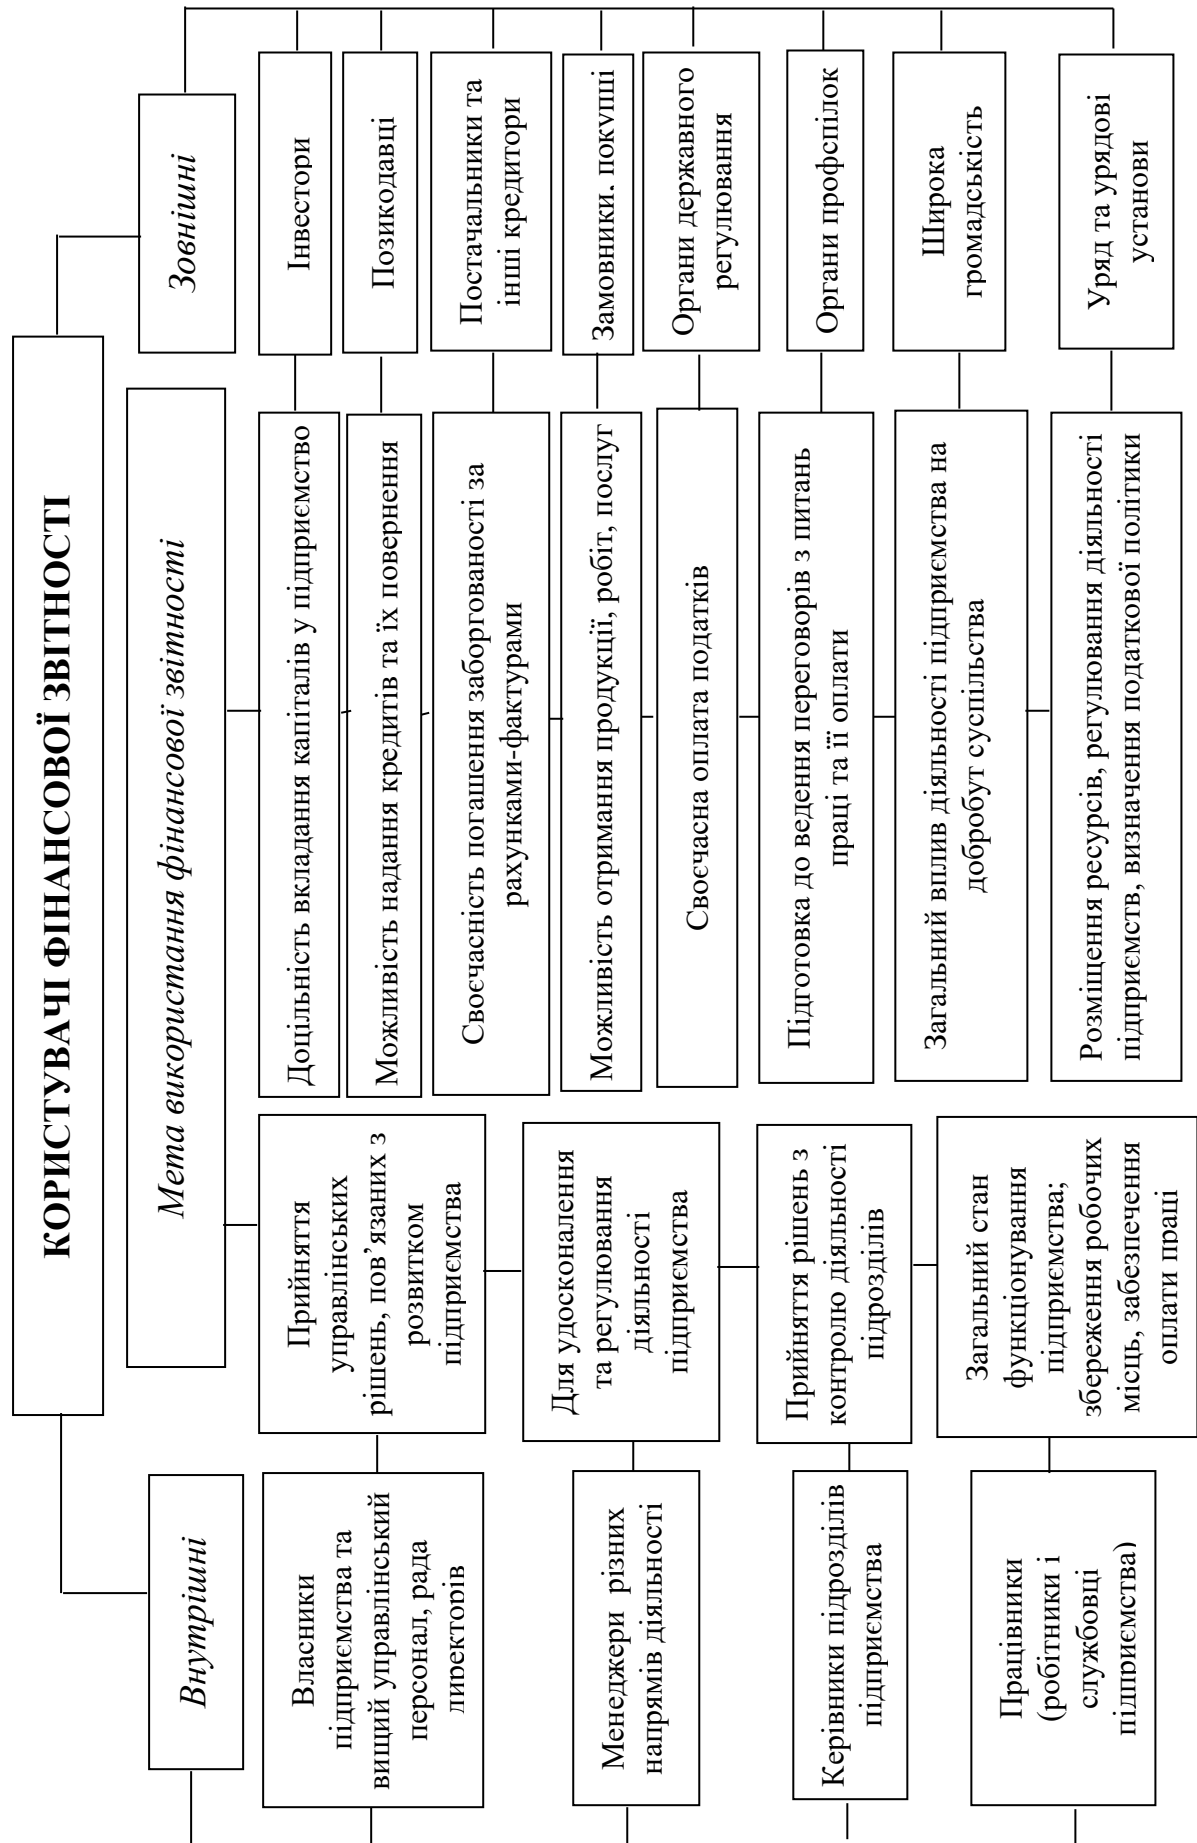 КОРИСТУВАЧІ ФІНАНСОВОЇ ЗВІТНОСТІ
Внутрішні
Мета використання фінансової звітності
Зовнішні
Власники
підприємства та
вищий управлінський
персонал, рада
директорів
Прийняття
управлінських
рішень, пов’язаних з
розвитком
підприємства
Менеджери різних
напрямів діяльності
Для удосконалення
та регулювання
діяльності
підприємства
Керівники підрозділів
підприємства
Прийняття рішень з
контролю діяльності
підрозділів
Працівники
(робітники і
службовці
підприємства)
Загальний стан
функціонування
підприємства;
збереження робочих
місць, забезпечення
оплати праці
Доцільність вкладання капіталів у підприємство
Інвестори
Можливість надання кредитів та їх повернення
Позикодавці
Своєчасність погашення заборгованості за
рахунками-фактурами
Постачальники та
інші кредитори
Можливість отримання продукції, робіт, послуг
Замовники, покупці
Своєчасна оплата податків
Органи державного
регулювання
Підготовка до ведення переговорів з питань
праці та її оплати
Органи профспілок
Загальний вплив діяльності підприємства на
добробут суспільства
Широка
громадськість
Розміщення ресурсів, регулювання діяльності
підприємств, визначення податкової політики
Уряд та урядові
установи